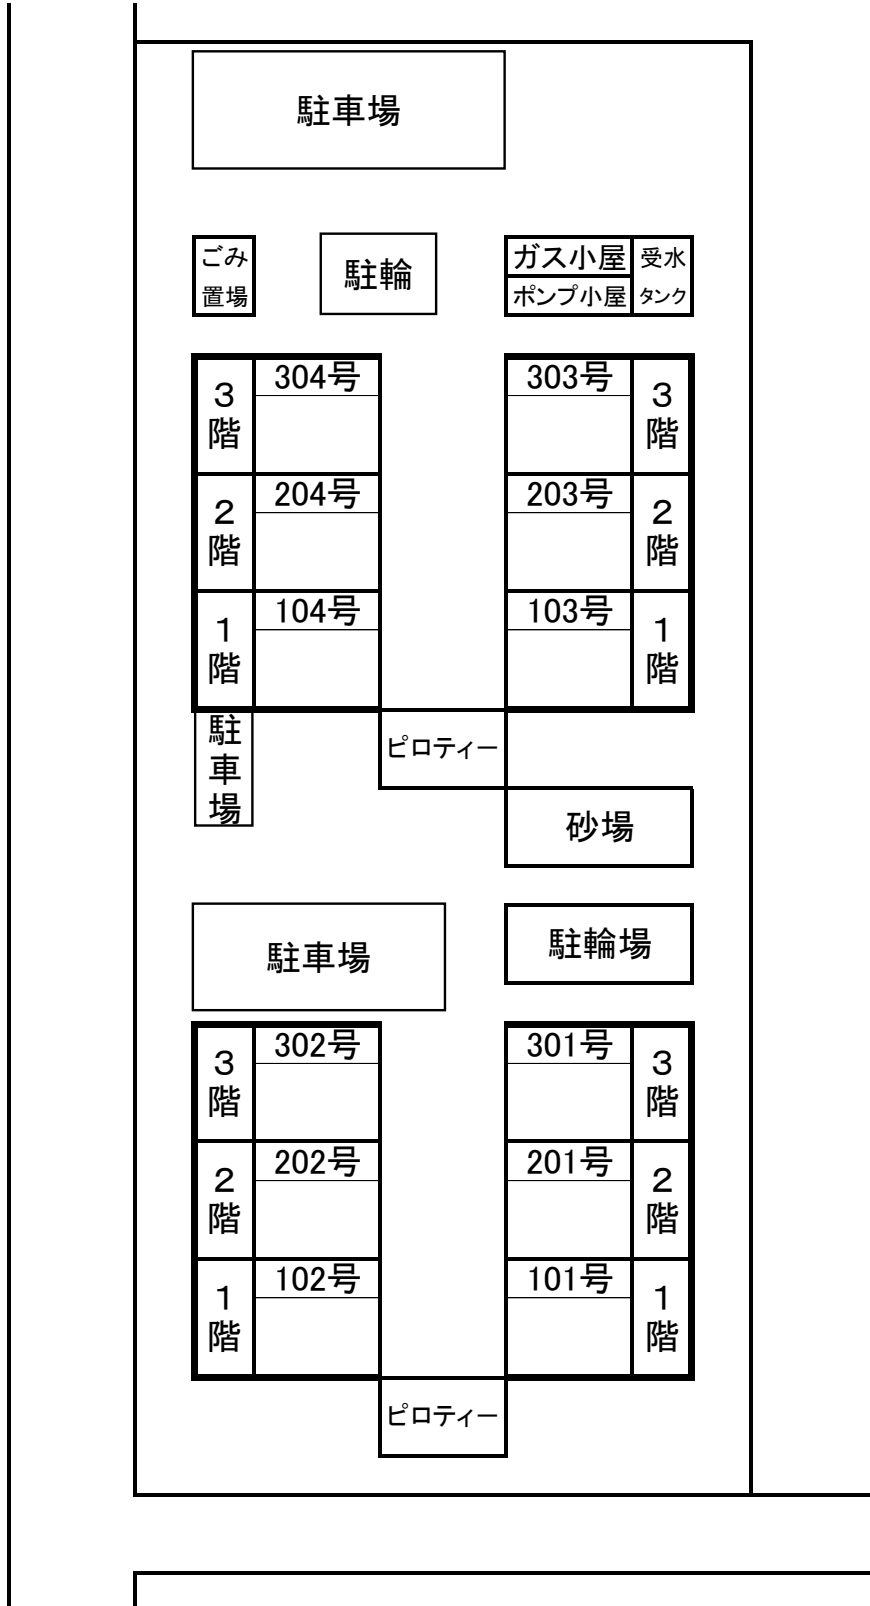 駐車場
ごみ
置場
駐輪
ガス小屋
ポンプ小屋
受水
タンク
3
階
304号
303号
3
階
2
階
204号
203号
2
階
1
階
104号
103号
1
階
駐
車
場
ピロティー
砂場
駐車場
駐輪場
3
階
302号
301号
3
階
2
階
202号
201号
2
階
1
階
102号
101号
1
階
ピロティー